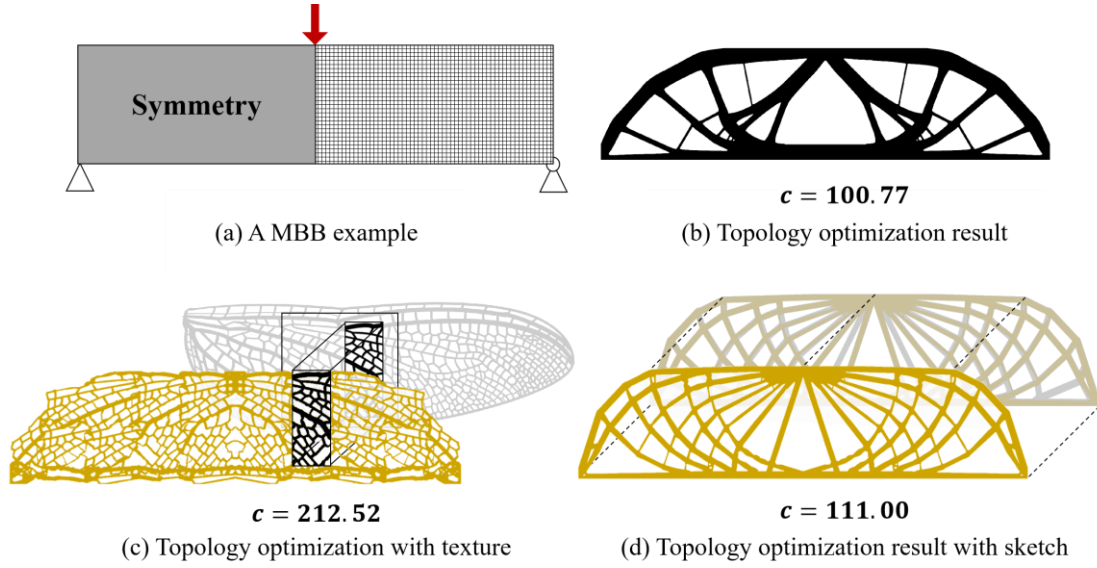 Symmetry
(a) A MBB example
c = 100.77
(b) Topology optimization result
c = 212.52
(c) Topology optimization with texture
c = 111.00
(d) Topology optimization result with sketch